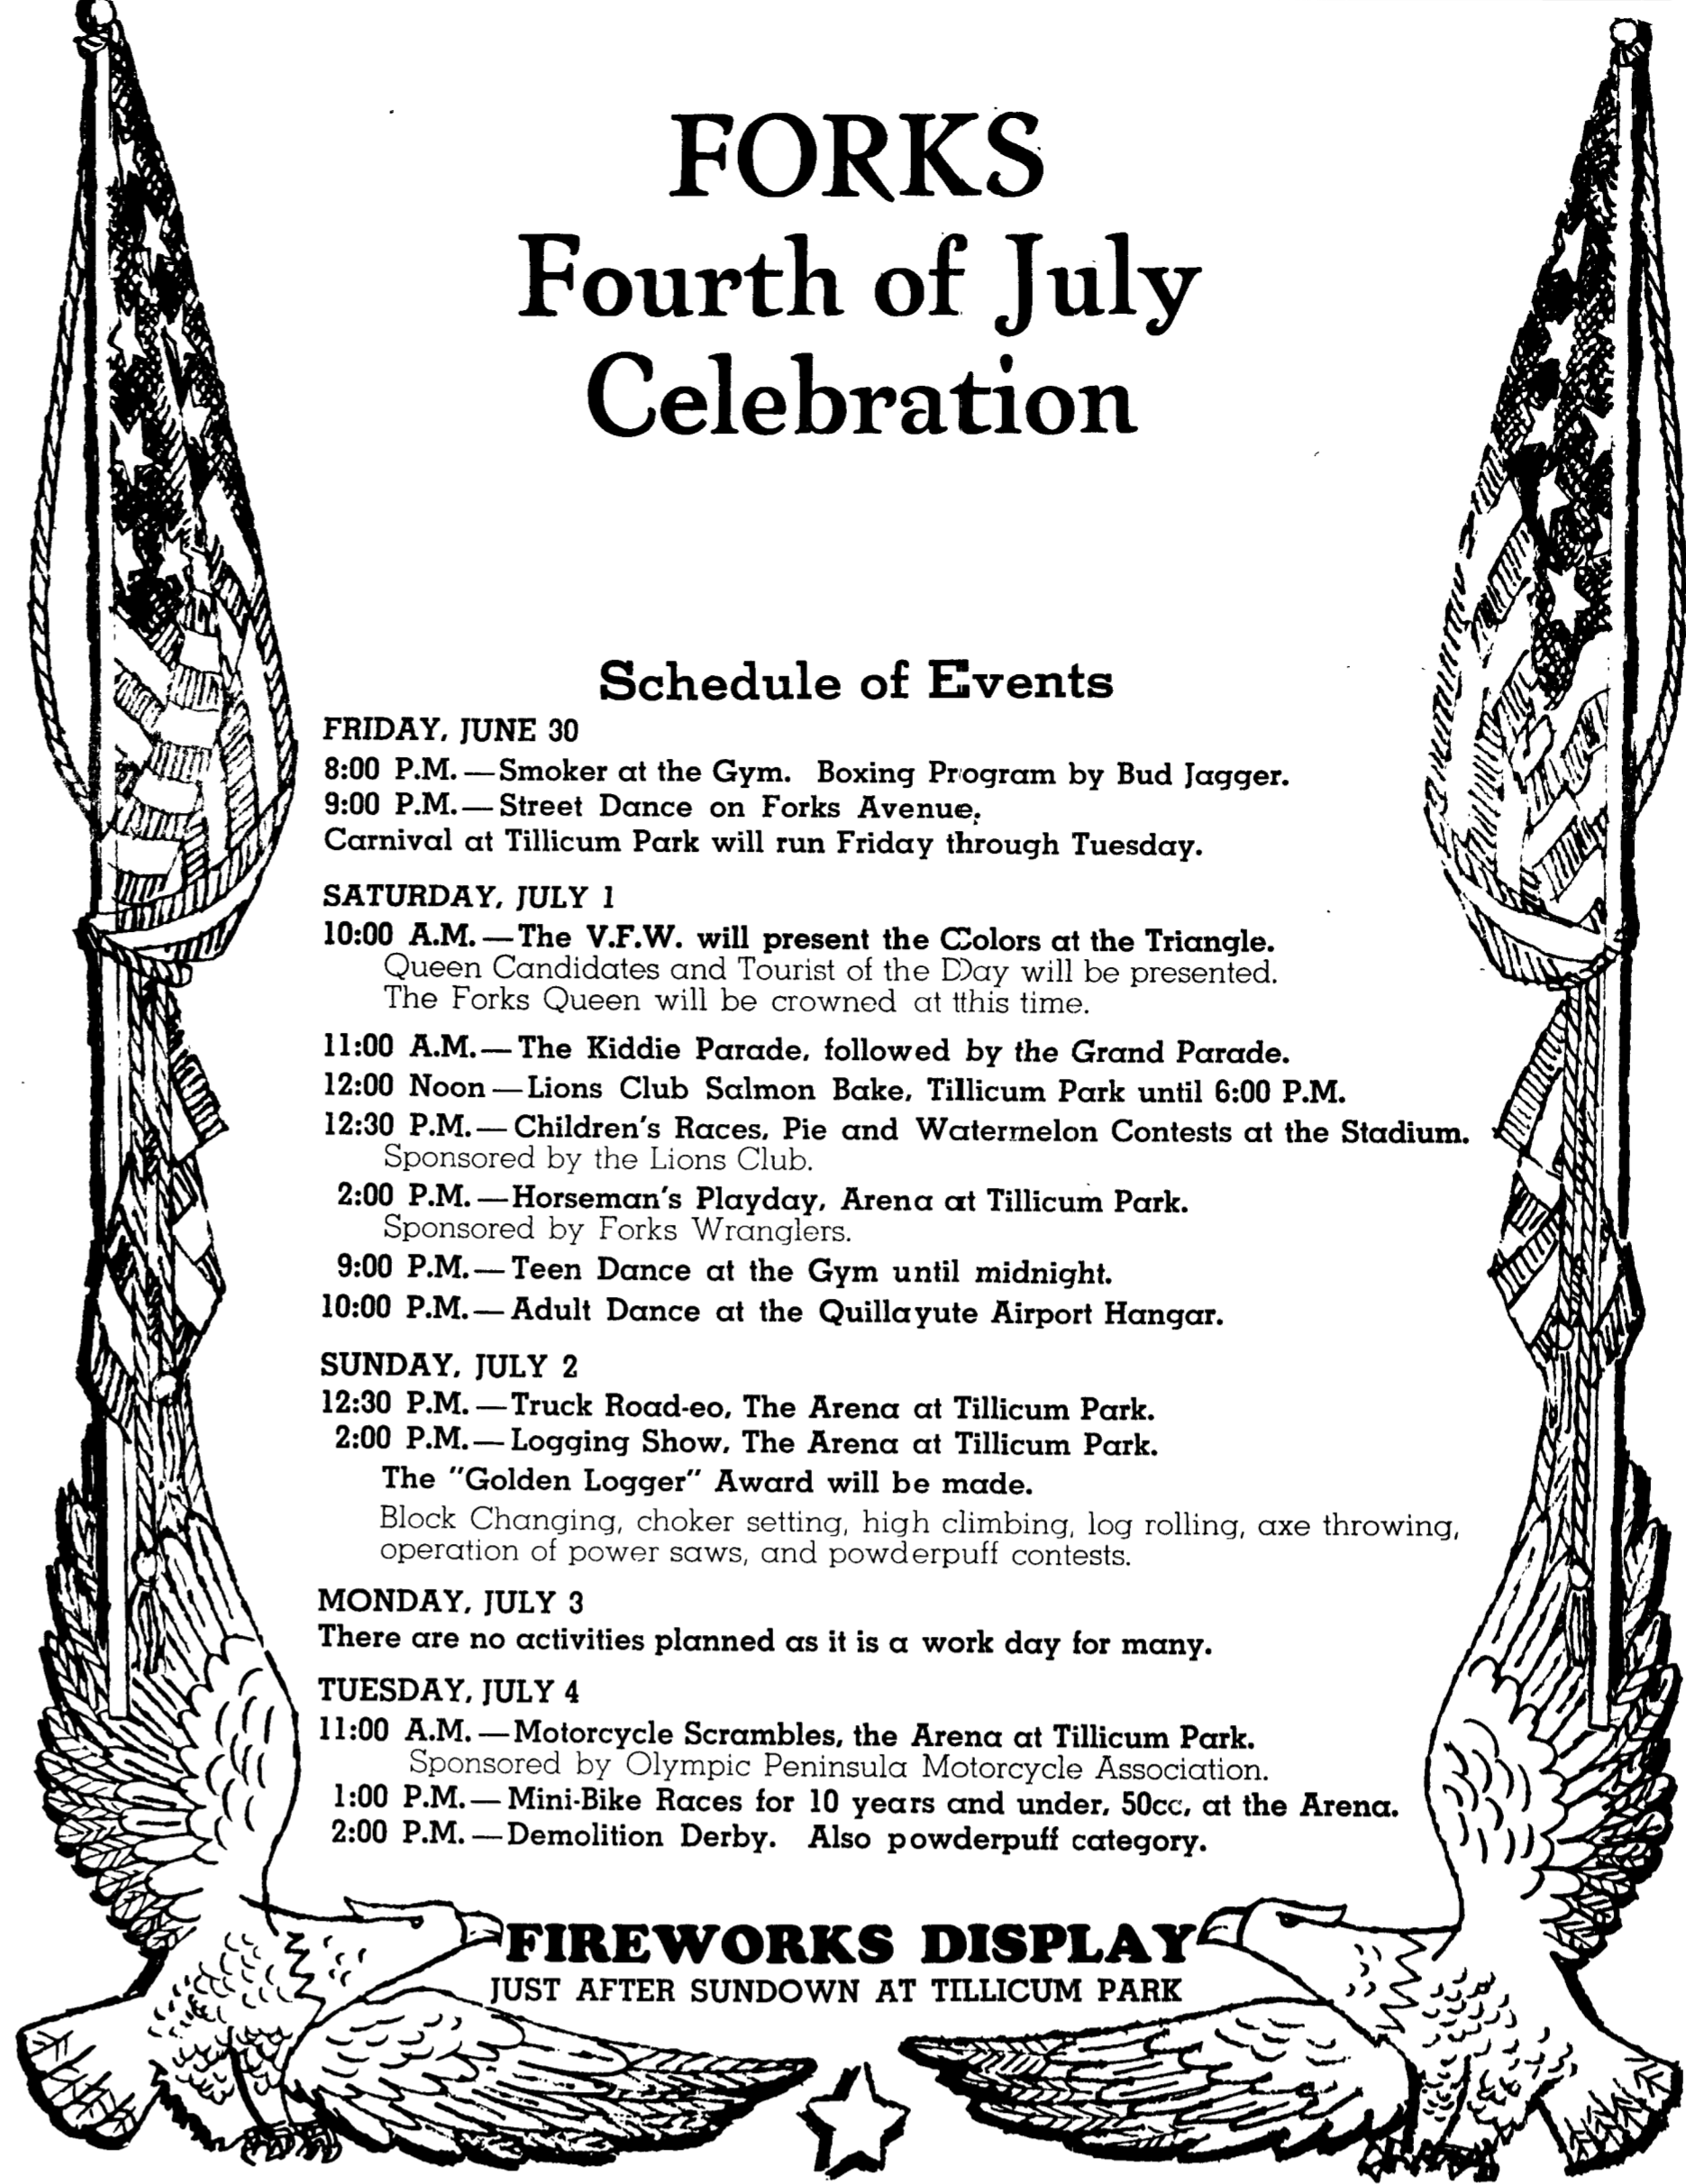 FORKS
Fourth of July
Celebration
Schedule of Events
FRIDAY, JUNE 30
8:00 P.M. — Smoker at the Gym. Boxing Program by Bud Jagger.
9:00 P.M. — Street Dance on Forks Avenue.
Carnival at Tillicum Park will run Friday through Tuesday.
SATURDAY, JULY 1
10:00 A.M. — The V.F.W. will present the Colors at the Triangle.
Queen Candidates and Tourist of the Day will be presented.
The Forks Queen will be crowned at tthis time.
11:00 A.M. — The Kiddie Parade, followed by the Grand Parade.
12:00 Noon — Lions Club Salmon Bake, Tillicum Park until 6:00 P.M.
12:30 P.M. — Children's Races, Pie and Watermelon Contests at the Stadium.
Sponsored by the Lions Club.
2:00 P.M. — Horseman's Playday, Arena at Tillicum Park.
Sponsored by Forks Wranglers.
9:00 P.M. — Teen Dance at the Gym until midnight.
10:00 P.M. — Adult Dance at the Quillayute Airport Hangar.
SUNDAY, JULY 2
12:30 P.M. — Truck Road-eo, The Arena at Tillicum Park.
2:00 P.M. — Logging Show, The Arena at Tillicum Park.
The "Golden Logger" Award will be made.
Block Changing, choker setting, high climbing, log rolling, axe throwing,
operation of power saws, and powderpuff contests.
MONDAY, JULY 3
There are no activities planned as it is a work day for many.
TUESDAY, JULY 4
11:00 A.M. — Motorcycle Scrambles, the Arena at Tillicum Park.
Sponsored by Olympic Peninsula Motorcycle Association.
1:00 P.M. — Mini-Bike Races for 10 years and under, 50cc, at the Arena.
2:00 P.M. — Demolition Derby. Also powderpuff category.
FIREWORKS DISPLAY
JUST AFTER SUNDOWN AT TILLICUM PARK